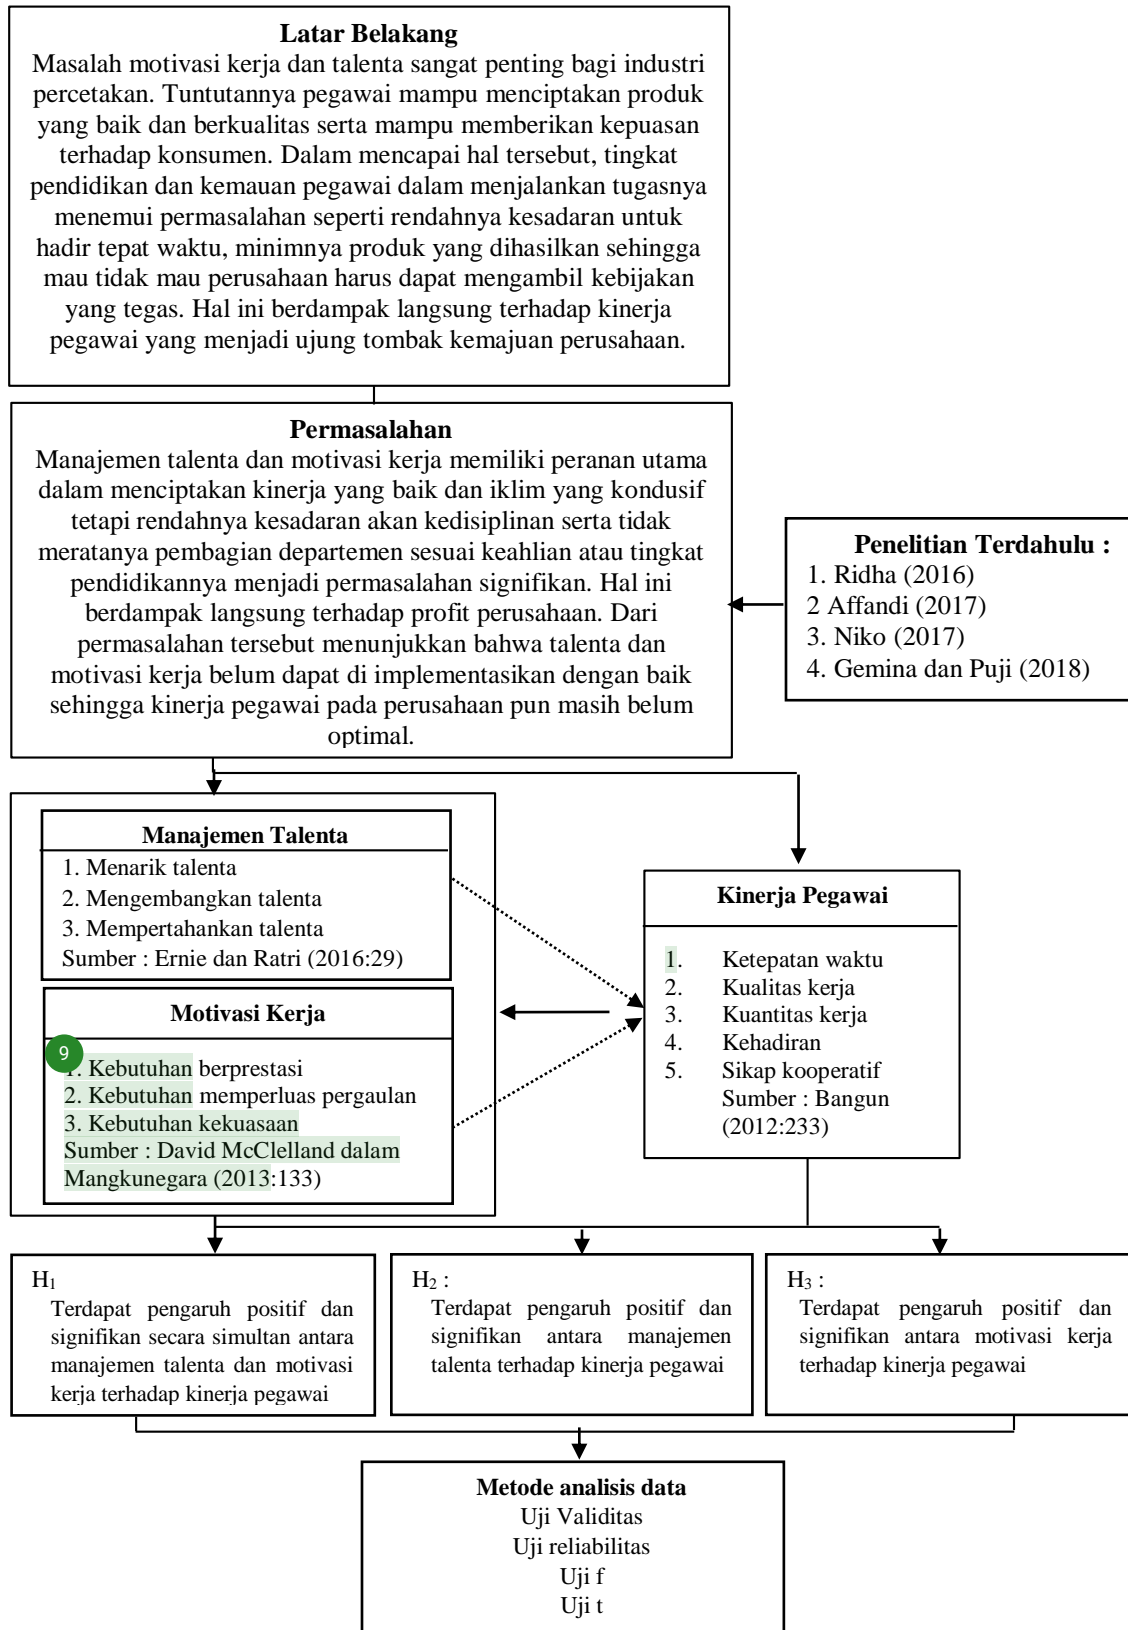 Latar Belakang
Masalah motivasi kerja dan talenta sangat penting bagi industri
percetakan. Tuntutannya pegawai mampu menciptakan produk
yang baik dan berkualitas serta mampu memberikan kepuasan
terhadap konsumen. Dalam mencapai hal tersebut, tingkat
pendidikan dan kemauan pegawai dalam menjalankan tugasnya
menemui permasalahan seperti rendahnya kesadaran untuk
hadir tepat waktu, minimnya produk yang dihasilkan sehingga
mau tidak mau perusahaan harus dapat mengambil kebijakan
yang tegas. Hal ini berdampak langsung terhadap kinerja
pegawai yang menjadi ujung tombak kemajuan perusahaan.
Permasalahan
Manajemen talenta dan motivasi kerja memiliki peranan utama
dalam menciptakan kinerja yang baik dan iklim yang kondusif
tetapi rendahnya kesadaran akan kedisiplinan serta tidak
meratanya pembagian departemen sesuai keahlian atau tingkat
pendidikannya menjadi permasalahan signifikan. Hal ini
berdampak langsung terhadap profit perusahaan. Dari
permasalahan tersebut menunjukkan bahwa talenta dan
motivasi kerja belum dapat di implementasikan dengan baik
sehingga kinerja pegawai pada perusahaan pun masih belum
optimal.
Penelitian Terdahulu :
1. Ridha (2016)
2 Affandi (2017)
3. Niko (2017)
4. Gemina dan Puji (2018)
Manajemen Talenta
1. Menarik talenta
2. Mengembangkan talenta
3. Mempertahankan talenta
Sumber : Ernie dan Ratri (2016:29)
Motivasi Kerja
9
1. Kebutuhan berprestasi
2. Kebutuhan memperluas pergaulan
3. Kebutuhan kekuasaan
Sumber : David McClelland dalam
Mangkunegara (2013:133)
Kinerja Pegawai
1. Ketepatan waktu
2. Kualitas kerja
3. Kuantitas kerja
4. Kehadiran
5. Sikap kooperatif
Sumber : Bangun
(2012:233)
H1
Terdapat pengaruh positif dan
signifikan secara simultan antara
manajemen talenta dan motivasi
kerja terhadap kinerja pegawai
H2 :
Terdapat pengaruh positif dan
signifikan antara manajemen
talenta terhadap kinerja pegawai
H3 :
Terdapat pengaruh positif dan
signifikan antara motivasi kerja
terhadap kinerja pegawai
Metode analisis data
Uji Validitas
Uji reliabilitas
Uji f
Uji t